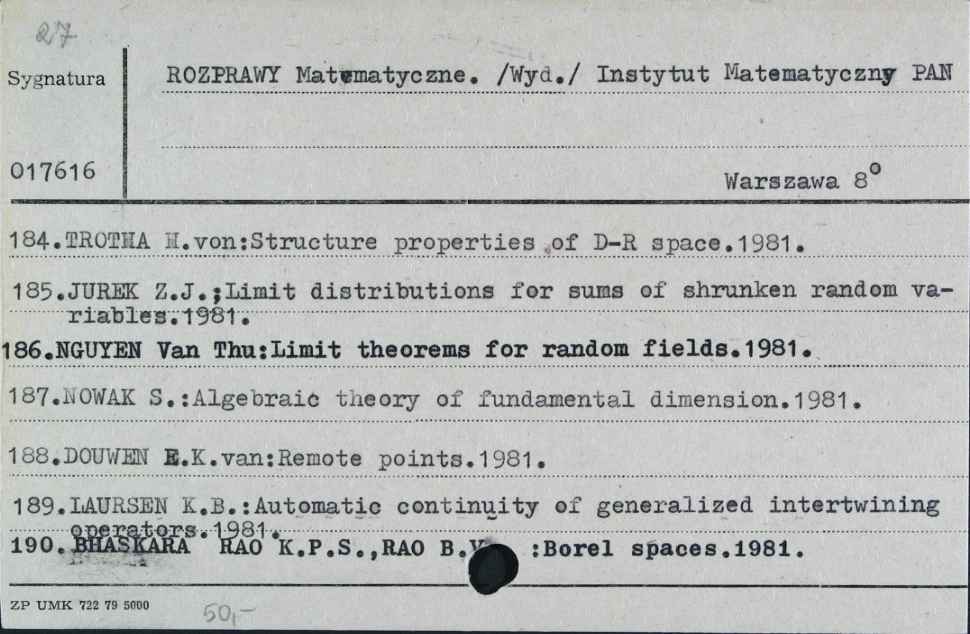 27
Sygnatura
ROZPRAWY Matematyczne. /Wyd./ Instytut Matematyczny PAN
017616
Warszawa 8°
184.TROTHA H.von:Structure properties of D-R space.1981.
185.JUREK Z.J.;Limit distributions for sums of shrunken random va-
riables.1981.
186.NGUYEN Van Thu:Limit theorems for random fields.1981.
187.NOWAK S.:Algebraic theory of fundamental dimension.1981.
188.DOUWEN E.K.van:Remote points.1981.
189.LAURSEN K.B.:Automatic continuity of generalized intertwining
operators.1981.
190.BHASKARA RAO K.P.S.,RAO B.V. :Borel spaces.1981.
ZP UMK 722 79 5000
50,-